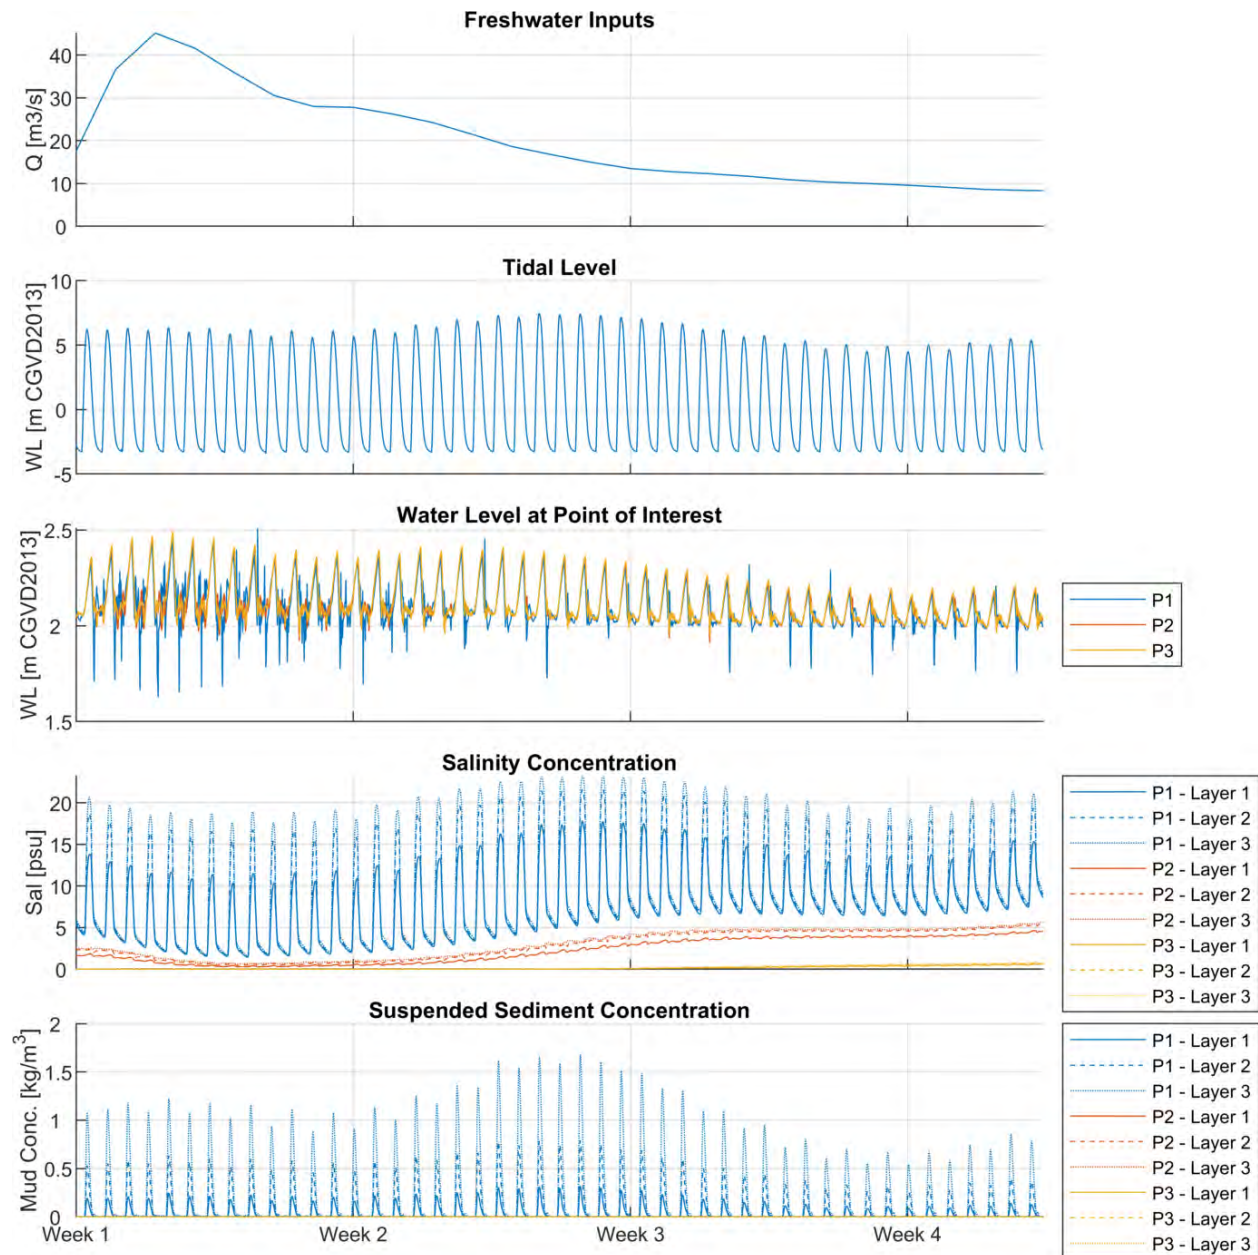 Freshwater Inputs
Q [m3/s]
40
30
20
10
0
Tidal Level
WL [m CGVD2013]
10
5
0
-5
Water Level at Point of Interest
WL [m CGVD2013]
2.5
2
1.5
P1
P2
P3
Salinity Concentration
Sal [psu]
20
15
10
5
0
P1 - Layer 1
P1 - Layer 2
P1 - Layer 3
P2 - Layer 1
P2 - Layer 2
P2 - Layer 3
P3 - Layer 1
P3 - Layer 2
P3 - Layer 3
Suspended Sediment Concentration
Mud Conc. [kg/m³]
2
1.5
1
0.5
0
Week 1 Week 2 Week 3 Week 4
P1 - Layer 1
P1 - Layer 2
P1 - Layer 3
P2 - Layer 1
P2 - Layer 2
P2 - Layer 3
P3 - Layer 1
P3 - Layer 2
P3 - Layer 3